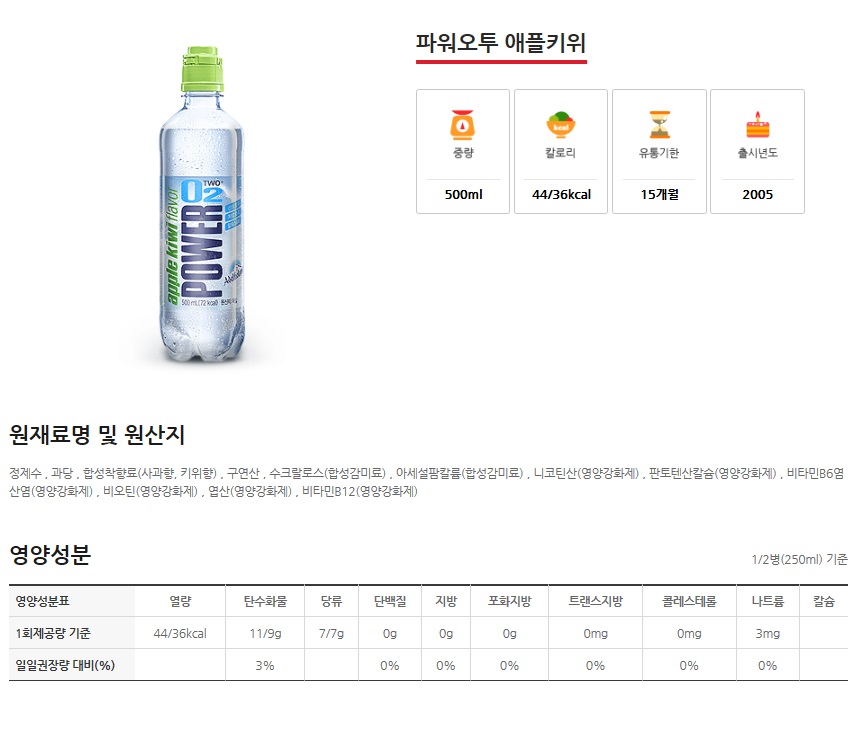 파워오투 애플키위
중량
칼로리
유통기한
출시년도
500ml
44/36kcal
15개월
2005
kcal
TWO
O2
POWER
apple kiwi flavor
500 mL(72 kcal)
원재료명 및 원산지
정제수 , 과당 , 합성착향료(사과향, 키위향) , 구연산 , 수크랄로스(합성감미료) , 아세설팜칼륨(합성감미료) , 니코틴산(영양강화제) , 판토텐산칼슘(영양강화제) , 비타민B6염
산염(영양강화제) , 비오틴(영양강화제) , 엽산(영양강화제) , 비타민B12(영양강화제)
영양성분
1/2병(250ml) 기준
영양성분표 열량 탄수화물 당류 단백질 지방 포화지방 트랜스지방 콜레스테롤 나트륨 칼슘
1회제공량 기준 44/36kcal 11/9g 7/7g 0g 0g 0g 0mg 0mg 3mg
일일권장량 대비(%) 3% 0% 0% 0% 0% 0% 0%